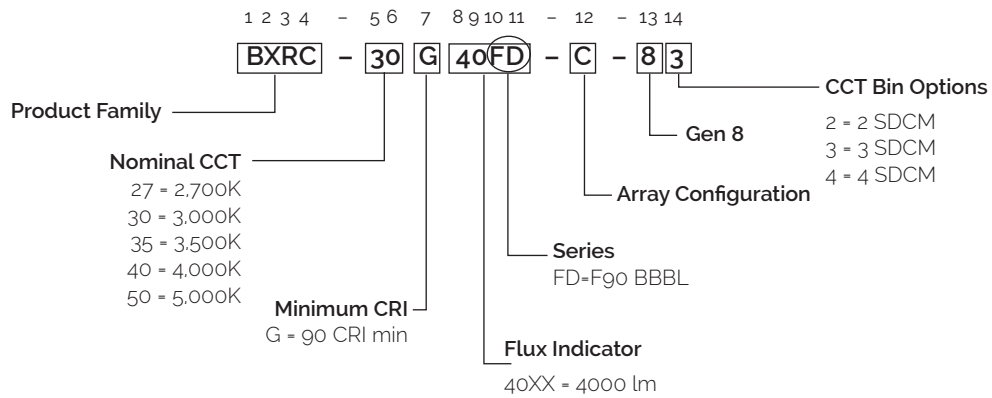 1 2 3 4 – 5 6 7 8 9 10 11 – 12 – 13 14
BXRC – 30 G 40FD – C – 8 3
Product Family
CCT Bin Options
2 = 2 SDCM
3 = 3 SDCM
4 = 4 SDCM
Gen 8
Nominal CCT
27 = 2,700K
30 = 3,000K
35 = 3,500K
40 = 4,000K
50 = 5,000K
Array Configuration
Series
FD=F90 BBBL
Minimum CRI
G = 90 CRI min
Flux Indicator
40XX = 4000 lm